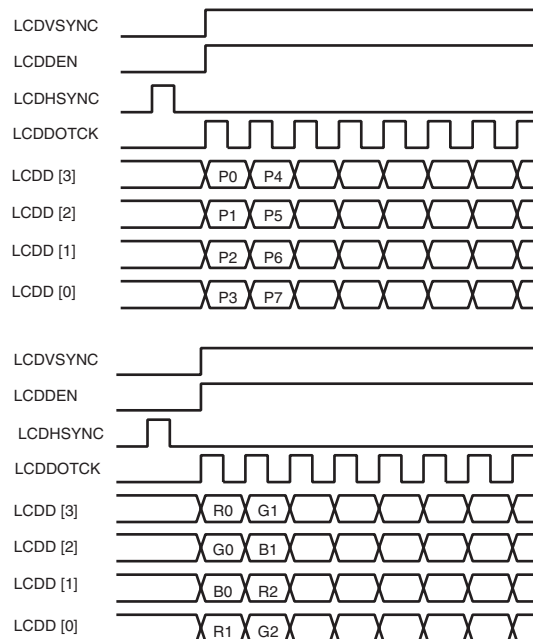 LCDVSYNC
LCDDEN
LCDHSYNC
LCDDOTCK
LCDD [3] P0 P4
LCDD [2] P1 P5
LCDD [1] P2 P6
LCDD [0] P3 P7
LCDVSYNC
LCDDEN
LCDHSYNC
LCDDOTCK
LCDD [3] R0 G1
LCDD [2] G0 B1
LCDD [1] B0 R2
LCDD [0] R1 G2